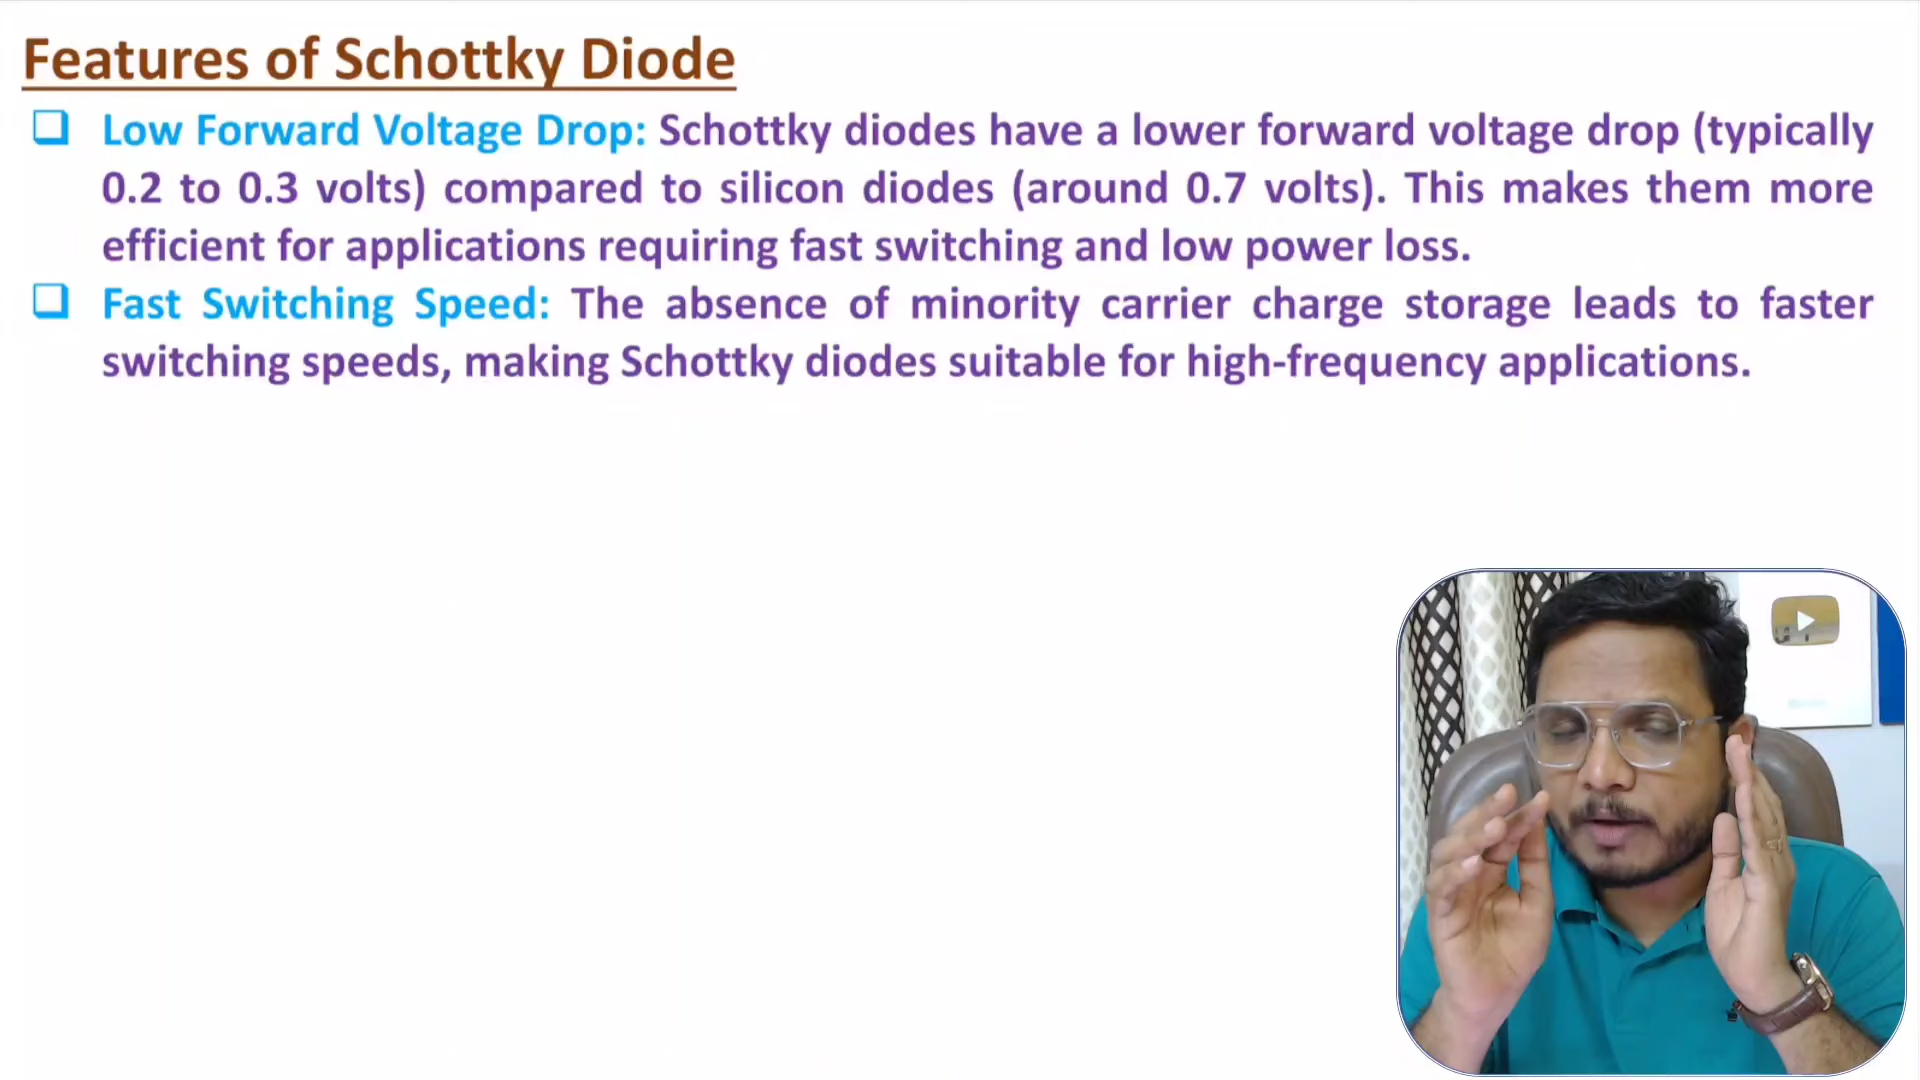 Features of Schottky Diode
Low Forward Voltage Drop: Schottky diodes have a lower forward voltage drop (typically
0.2 to 0.3 volts) compared to silicon diodes (around 0.7 volts). This makes them more
efficient for applications requiring fast switching and low power loss.
Fast Switching Speed: The absence of minority carrier charge storage leads to faster
switching speeds, making Schottky diodes suitable for high-frequency applications.